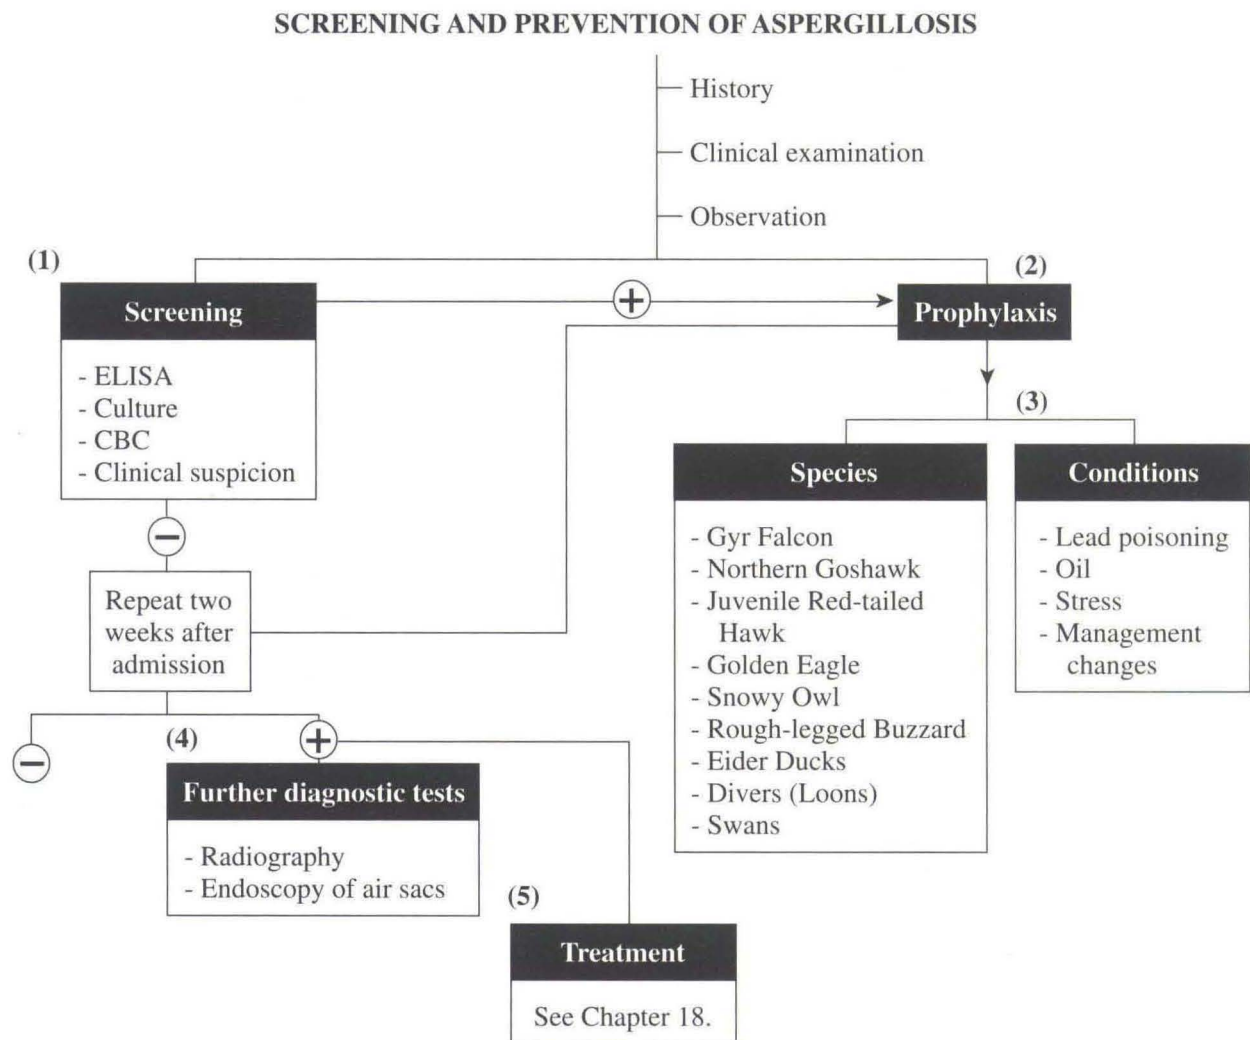 SCREENING AND PREVENTION OF ASPERGILLOSIS
History
Clinical examination
Observation
(1)
Screening
- ELISA
- Culture
- CBC
- Clinical suspicion
+
(2)
Prophylaxis
(3)
Species
- Gyr Falcon
- Northern Goshawk
- Juvenile Red-tailed
Hawk
- Golden Eagle
- Snowy Owl
- Rough-legged Buzzard
- Eider Ducks
- Divers (Loons)
- Swans
Conditions
- Lead poisoning
- Oil
- Stress
- Management
changes
−
Repeat two
weeks after
admission
−
(4)
+
Further diagnostic tests
- Radiography
- Endoscopy of air sacs
(5)
Treatment
See Chapter 18.